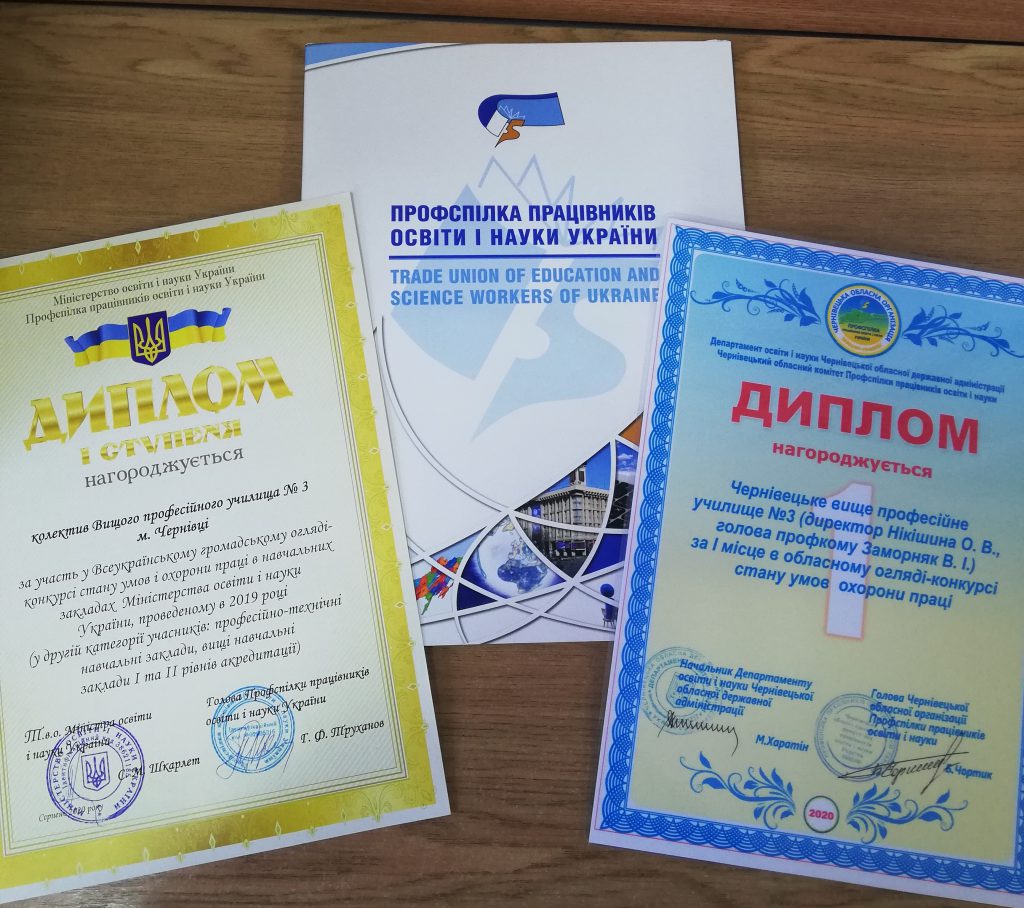 ПРОФСПІЛКА ПРАЦІВНИКІВ
ОСВІТИ І НАУКИ УКРАЇНИ
TRADE UNION OF EDUCATION AND
SCIENCE WORKERS OF UKRAINE
Міністерство освіти і науки України
Профспілка працівників освіти і науки України
ДИПЛОМ
І СТУПЕНЯ
нагороджується
колектив Вищого професійного училища № 3
м. Чернівці
за участь у Всеукраїнському громадському огляді-
конкурсі стану умов і охорони праці в навчальних
закладах Міністерства освіти і науки
України, проведеному в 2019 році
(у другій категорії учасників: професійно-технічні
навчальні заклади, вищі навчальні
заклади І та ІІ рівнів акредитації)
Т.в.о. Міністра освіти
і науки України
С.М. Шкарлет
Голова Профспілки працівників
освіти і науки України
Г. Ф. Труханов
ЧЕРНІВЕЦЬКА ОБЛАСНА ОРГАНІЗАЦІЯ
ПРОФСПІЛКА
УКРАЇНИ
Департамент освіти і науки Чернівецької обласної державної адміністрації
Чернівецький обласний комітет Профспілки працівників освіти і науки
ДИПЛОМ
нагороджується
1
Чернівецьке вище професійне
училище №3 (директор Нікішина О. В.,
голова профкому Заморняк В. І.)
за І місце в обласному огляді-конкурсі
стану умов охорони праці
Начальник Департаменту
освіти і науки Чернівецької
обласної державної
адміністрації
М.Харатін
Голова Чернівецької
обласної організації
Профспілки працівників
освіти і науки
Б.Чортик
2020